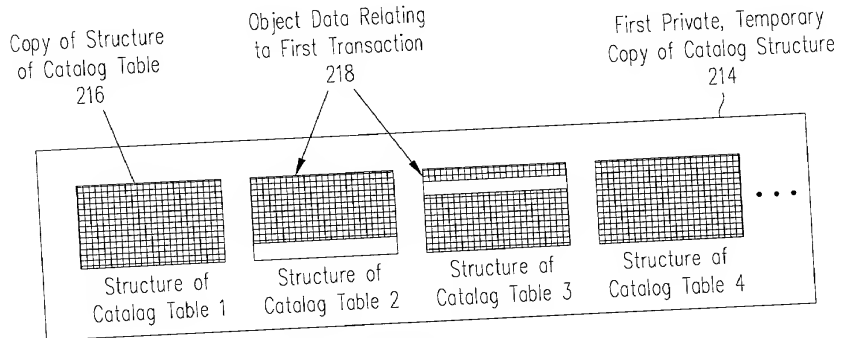 Copy of Structure
of Catalog Table
216
Object Data Relating
to First Transaction
218
First Private, Temporary
Copy of Catalog Structure
214
Structure of
Catalog Table 1
Structure of
Catalag Table 2
Structure of
Catalag Table 3
Structure of
Catalog Table 4